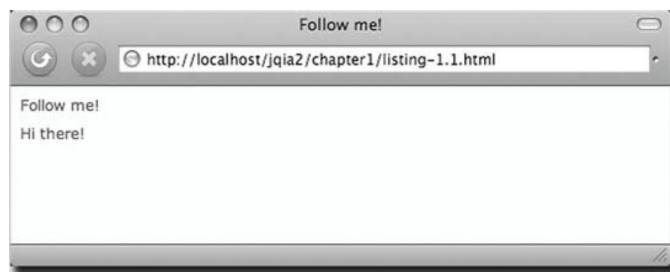 Follow me!
http://localhost/jqia2/chapter1/listing-1.1.html
Follow me!
Hi there!